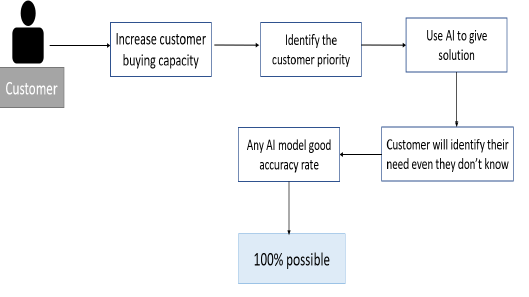 Customer
Increase customer
buying capacity
Identify the
customer priority
Use AI to give
solution
Customer will identify their
need even they don't know
Any AI model good
accuracy rate
100% possible